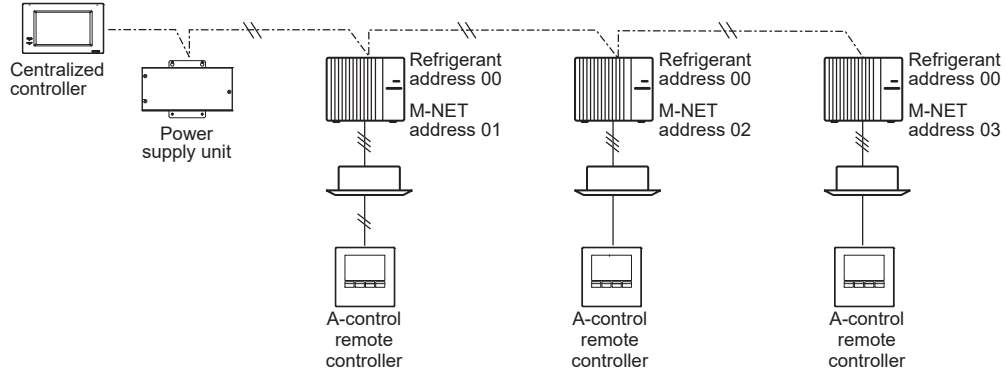 Centralized
controller
Power
supply unit
Refrigerant
address 00
M-NET
address 01
Refrigerant
address 00
M-NET
address 02
Refrigerant
address 00
M-NET
address 03
A-control
remote
controller
A-control
remote
controller
A-control
remote
controller